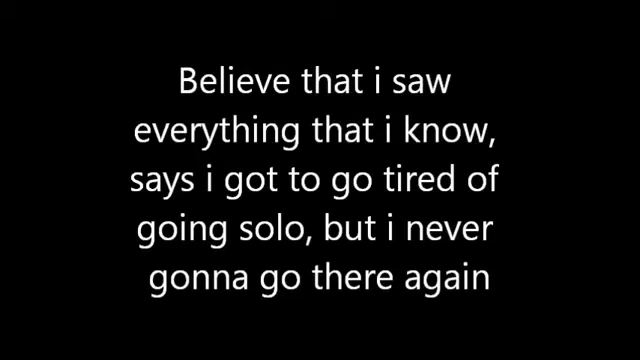 Believe that i saw
everything that i know,
says i got to go tired of
going solo, but i never
gonna go there again